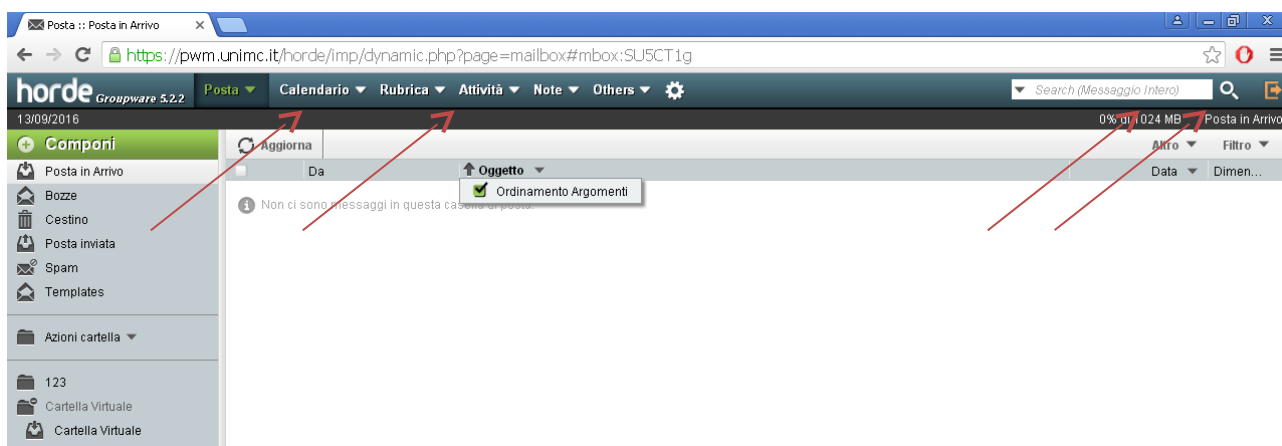 Posta :: Posta in Arrivo
https://pwm.unimc.it/horde/imp/dynamic.php?page=mailbox#mbox:SU5CT1g
horde Groupware 5.2.2 Posta Calendario Rubrica Attività Note Others Search (Messaggio Intero)
13/09/2016 0% di 1024 MB Posta in Arrivo
Componi Aggiorna Altro Filtro
Posta in Arrivo Da Oggetto Data Dimen...
Ordinamento Argomenti
Bozze
Non ci sono messaggi in questa casella di posta.
Cestino
Posta inviata
Spam
Templates
Azioni cartella
123
Cartella Virtuale
Cartella Virtuale